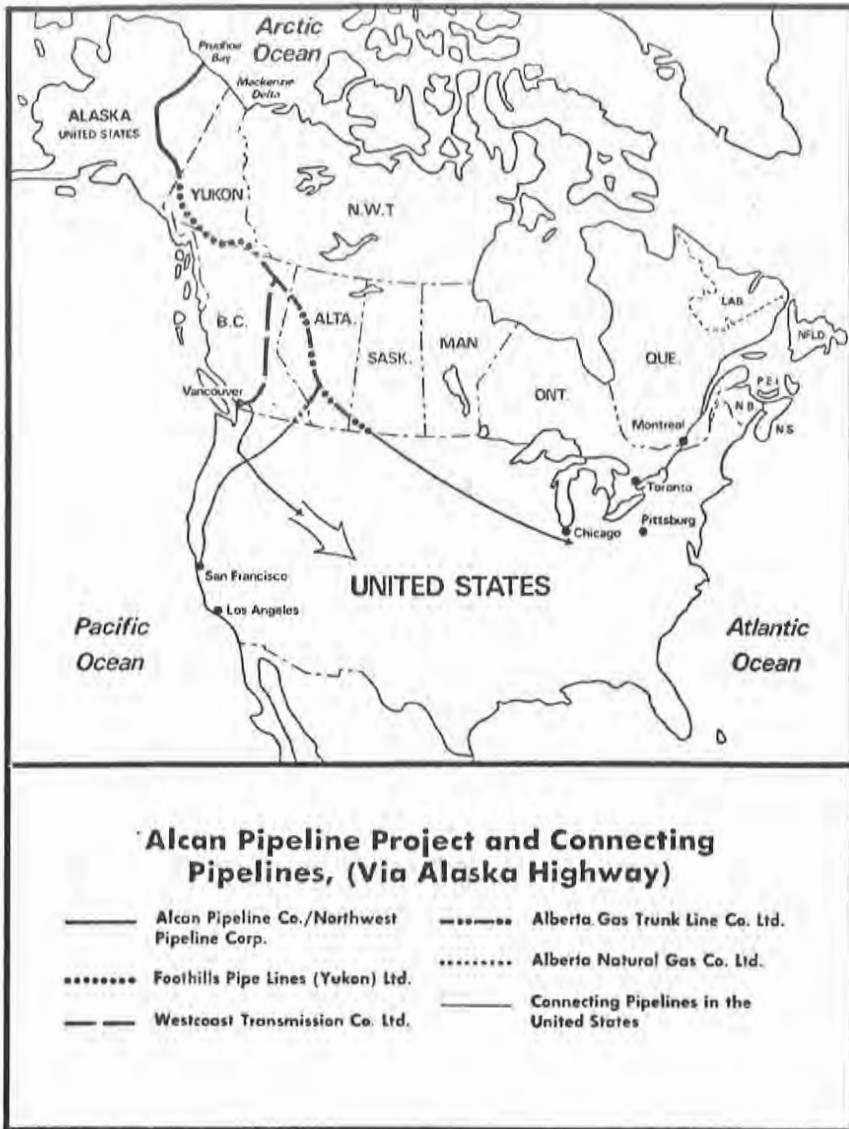 Arctic
Ocean
Prudhoe
Bay
Mackenzie
Delta
ALASKA
UNITED STATES
YUKON
N.W.T
B.C.
ALTA.
SASK.
MAN
ONT.
QUE.
LAB.
NFLD.
P E I
N B
N S
Vancouver
Montreal
Toronto
Chicago
Pittsburg
San Francisco
Los Angeles
UNITED STATES
Pacific
Ocean
Atlantic
Ocean
Alcan Pipeline Project and Connecting
Pipelines, (Via Alaska Highway)
Alcan Pipeline Co./Northwest
Pipeline Corp.
Foothills Pipe Lines (Yukon) Ltd.
Westcoast Transmission Co. Ltd.
Alberta Gas Trunk Line Co. Ltd.
Alberta Natural Gas Co. Ltd.
Connecting Pipelines in the
United States